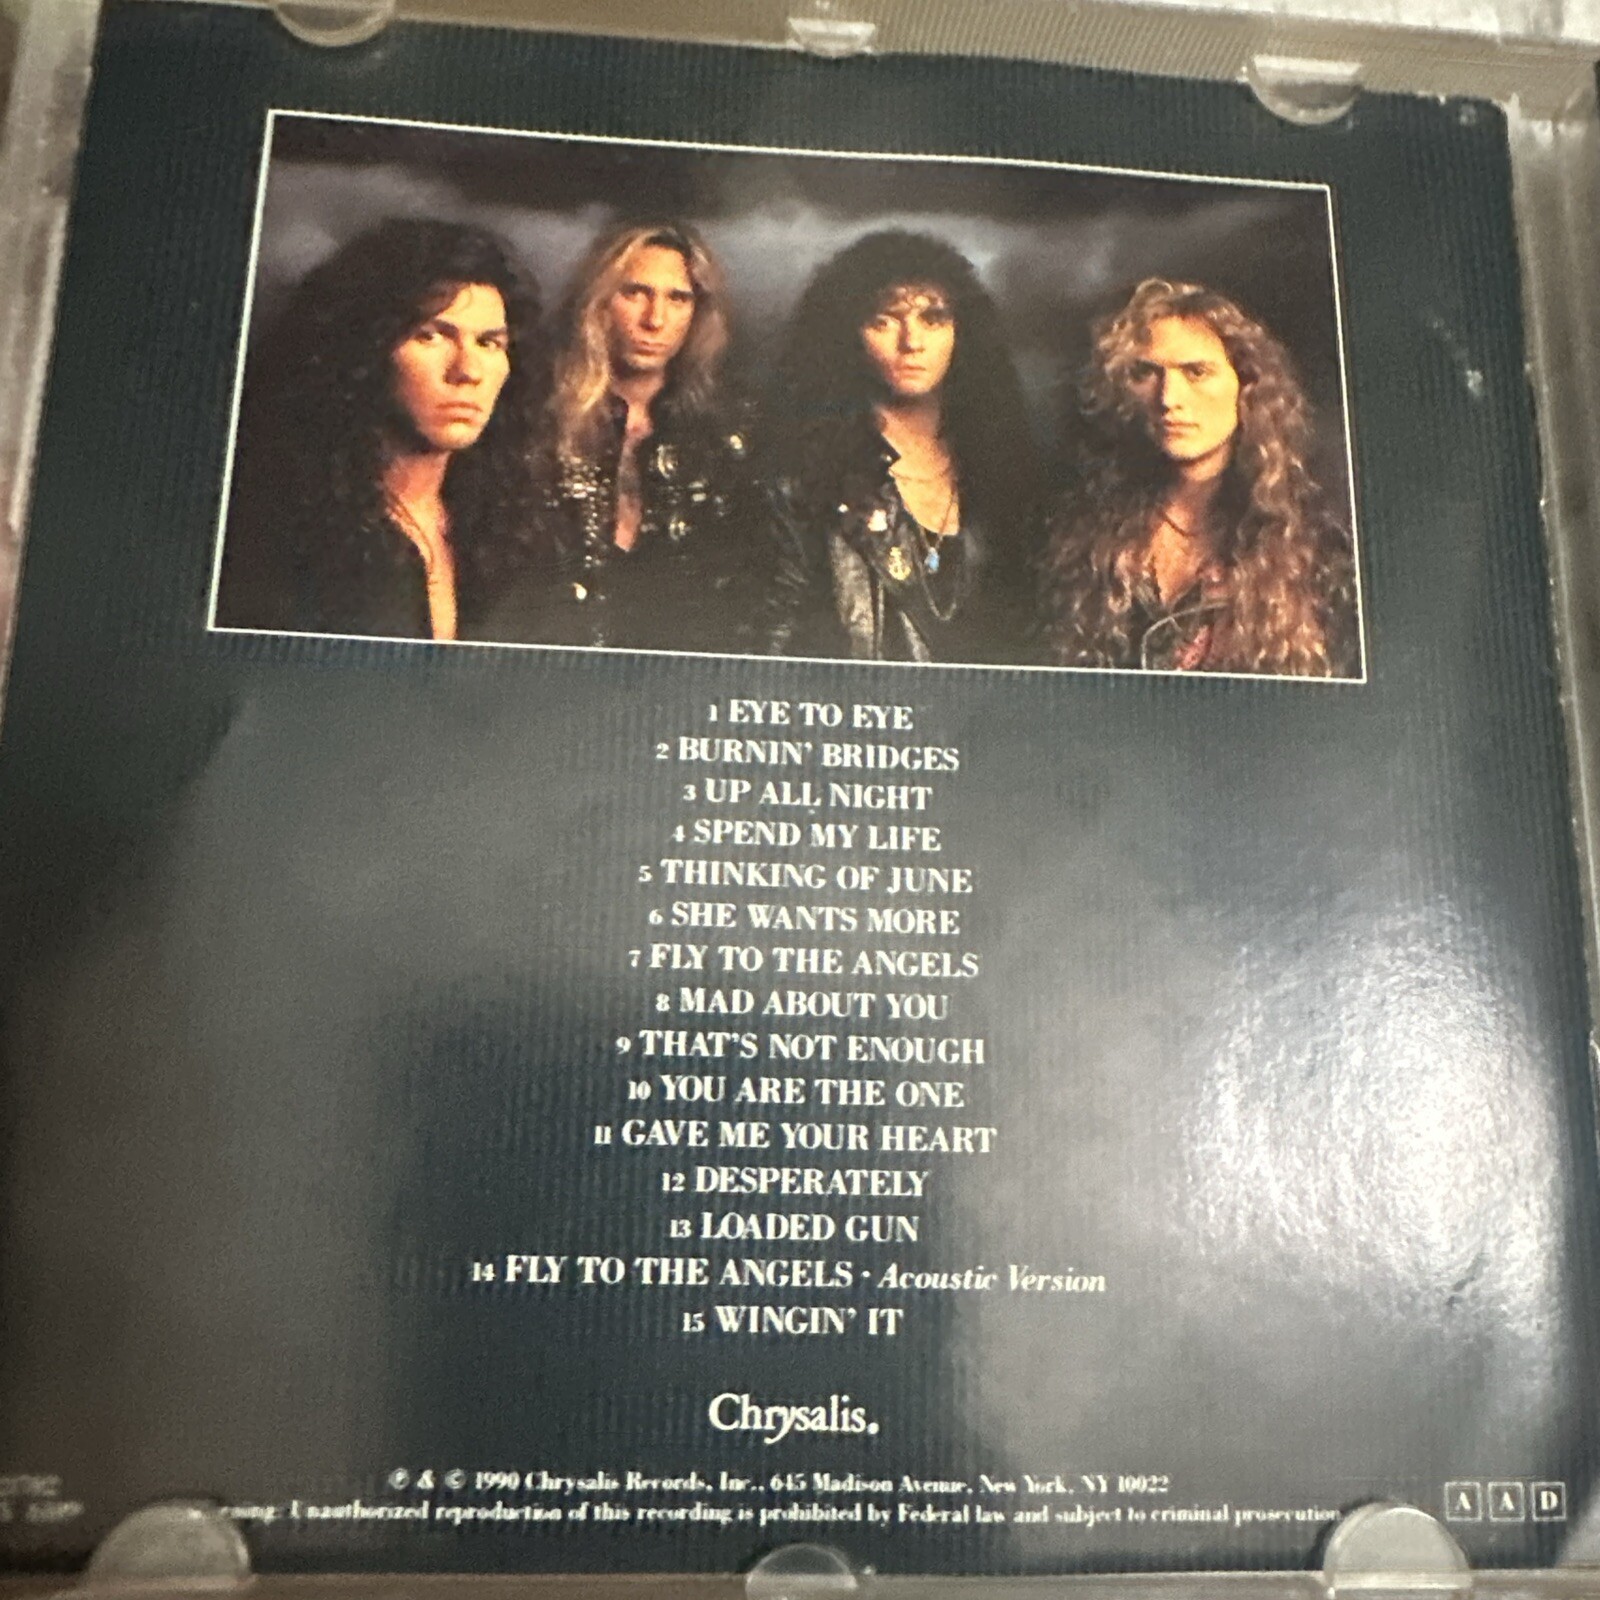 1 EYE TO EYE
2 BURNIN' BRIDGES
3 UP ALL NIGHT
4 SPEND MY LIFE
5 THINKING OF JUNE
6 SHE WANTS MORE
7 FLY TO THE ANGELS
8 MAD ABOUT YOU
9 THAT'S NOT ENOUGH
10 YOU ARE THE ONE
11 GAVE ME YOUR HEART
12 DESPERATELY
13 LOADED GUN
14 FLY TO THE ANGELS · Acoustic Version
15 WINGIN' IT
Chrysalis.
℗ & © 1990 Chrysalis Records, Inc., 645 Madison Avenue, New York, NY 10022
Unauthorized reproduction of this recording is prohibited by Federal law and subject to criminal prosecution
A A D